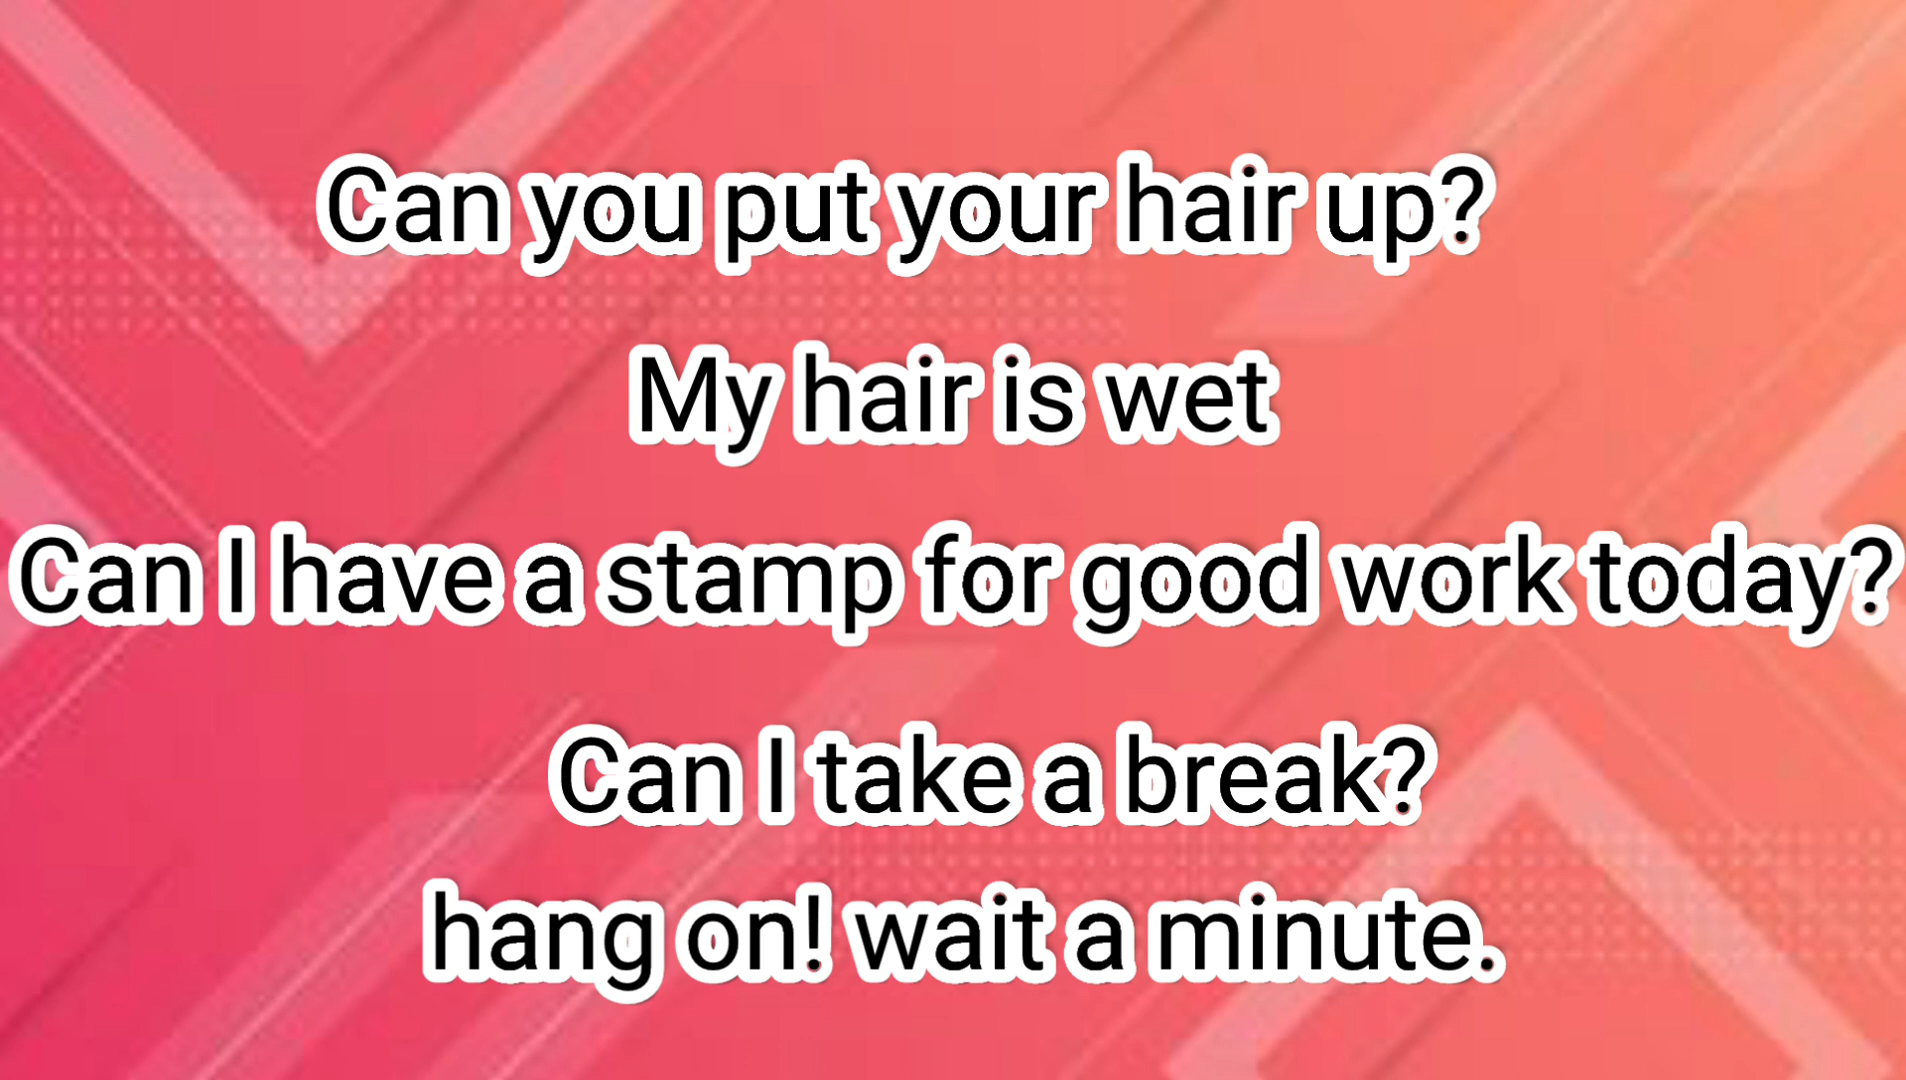 Can you put your hair up?
My hair is wet
Can I have a stamp for good work today?
Can I take a break?
hang on! wait a minute.